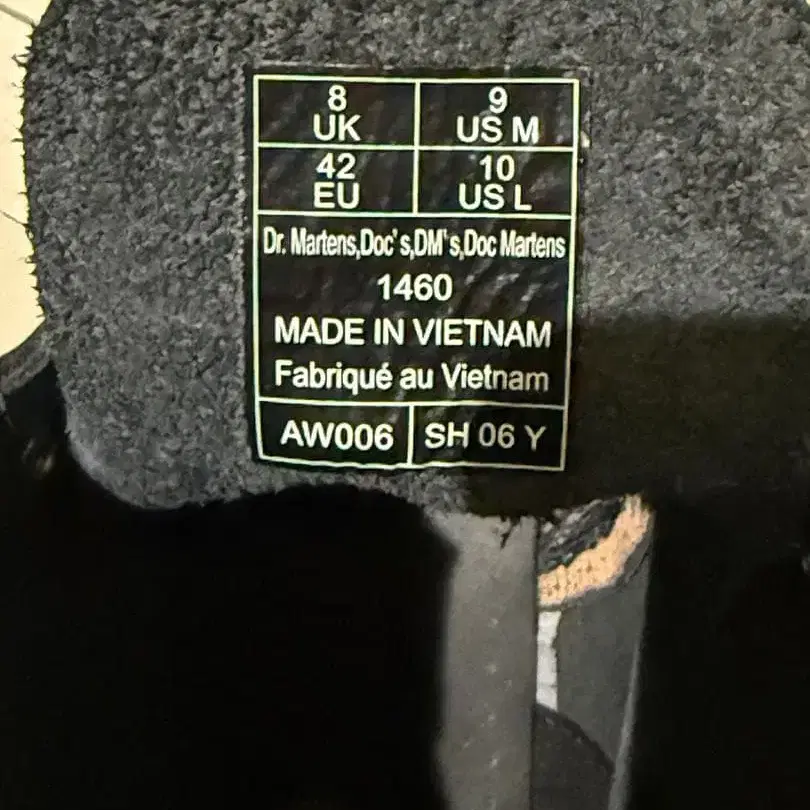 8 9
UK US M
42 10
EU US L
Dr. Martens,Doc's,DM's,Doc Martens
1460
MADE IN VIETNAM
Fabriqué au Vietnam
AW006 SH 06 Y